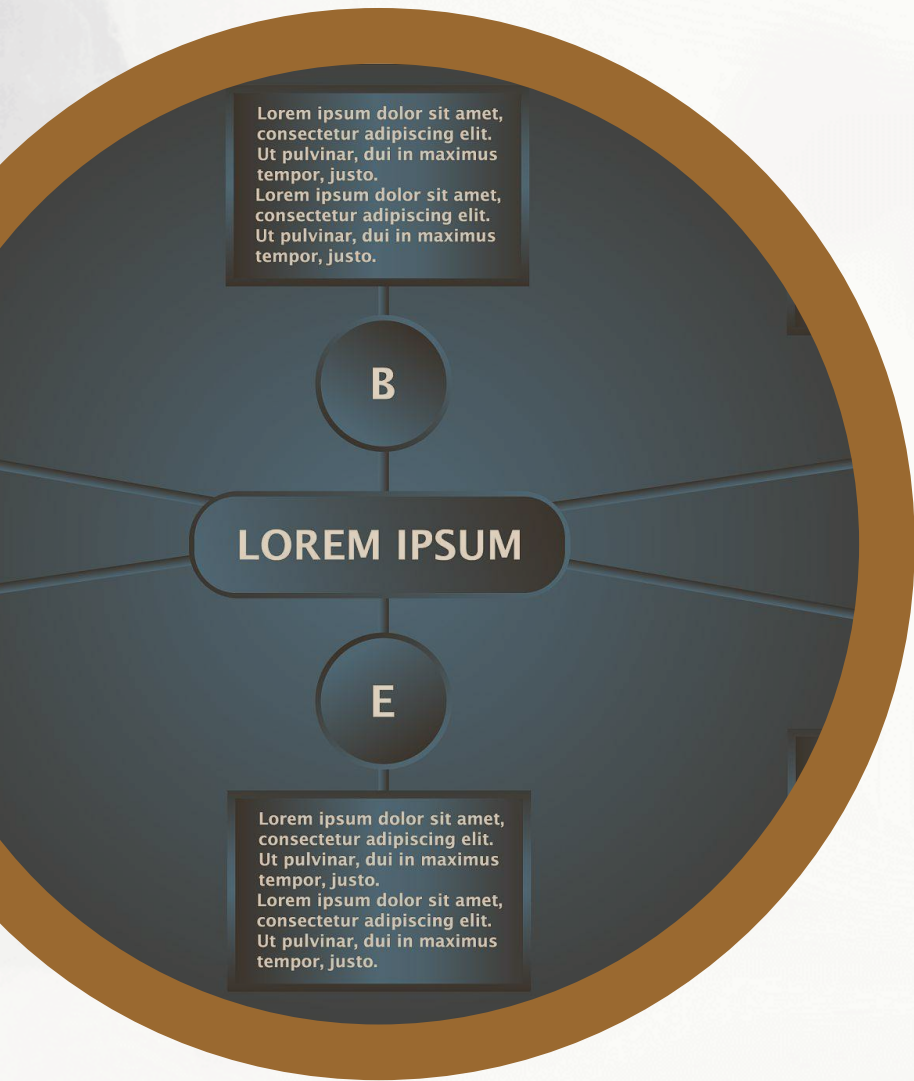 Lorem ipsum dolor sit amet,
consectetur adipiscing elit.
Ut pulvinar, dui in maximus
tempor, justo.
Lorem ipsum dolor sit amet,
consectetur adipiscing elit.
Ut pulvinar, dui in maximus
tempor, justo.
B
LOREM IPSUM
E
Lorem ipsum dolor sit amet,
consectetur adipiscing elit.
Ut pulvinar, dui in maximus
tempor, justo.
Lorem ipsum dolor sit amet,
consectetur adipiscing elit.
Ut pulvinar, dui in maximus
tempor, justo.